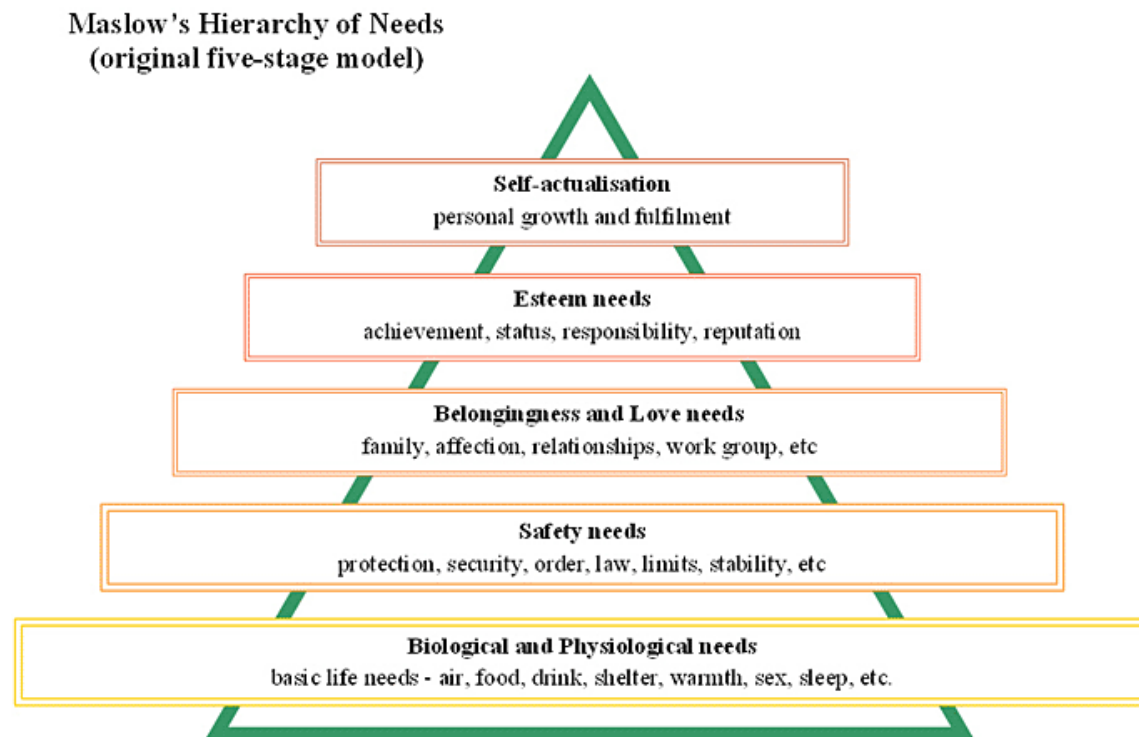 Maslow's Hierarchy of Needs
(original five-stage model)
Self-actualisation
personal growth and fulfilment
Esteem needs
achievement, status, responsibility, reputation
Belongingness and Love needs
family, affection, relationships, work group, etc
Safety needs
protection, security, order, law, limits, stability, etc
Biological and Physiological needs
basic life needs - air, food, drink, shelter, warmth, sex, sleep, etc.